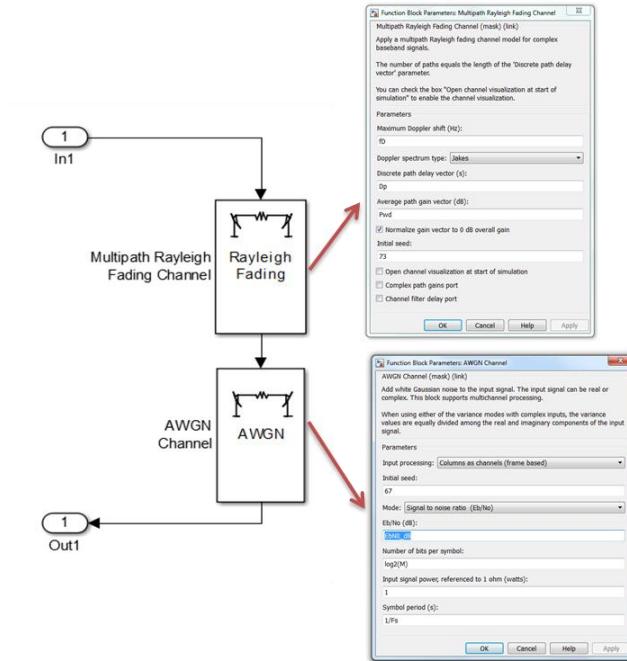 1
In1
Multipath Rayleigh
Fading Channel
Rayleigh
Fading
AWGN
Channel
AWGN
1
Out1
Function Block Parameters: Multipath Rayleigh Fading Channel
Multipath Rayleigh Fading Channel (mask) (link)
Apply a multipath Rayleigh fading channel model for complex
baseband signals.
The number of paths equals the length of the 'Discrete path delay
vector' parameter.
You can check the box "Open channel visualization at start of
simulation" to enable the channel visualization.
Parameters
Maximum Doppler shift (Hz):
fD
Doppler spectrum type: Jakes
Discrete path delay vector (s):
Dp
Average path gain vector (dB):
Pwd
Normalize gain vector to 0 dB overall gain
Initial seed:
73
Open channel visualization at start of simulation
Complex path gains port
Channel filter delay port
OK Cancel Help Apply
Function Block Parameters: AWGN Channel
AWGN Channel (mask) (link)
Add white Gaussian noise to the input signal. The input signal can be real or
complex. This block supports multichannel processing.
When using either of the variance modes with complex inputs, the variance
values are equally divided among the real and imaginary components of the input
signal.
Parameters
Input processing: Columns as channels (frame based)
Initial seed:
67
Mode: Signal to noise ratio (Eb/No)
Eb/No (dB):
EbN0_dB
Number of bits per symbol:
log2(M)
Input signal power, referenced to 1 ohm (watts):
1
Symbol period (s):
1/Fs
OK Cancel Help Apply